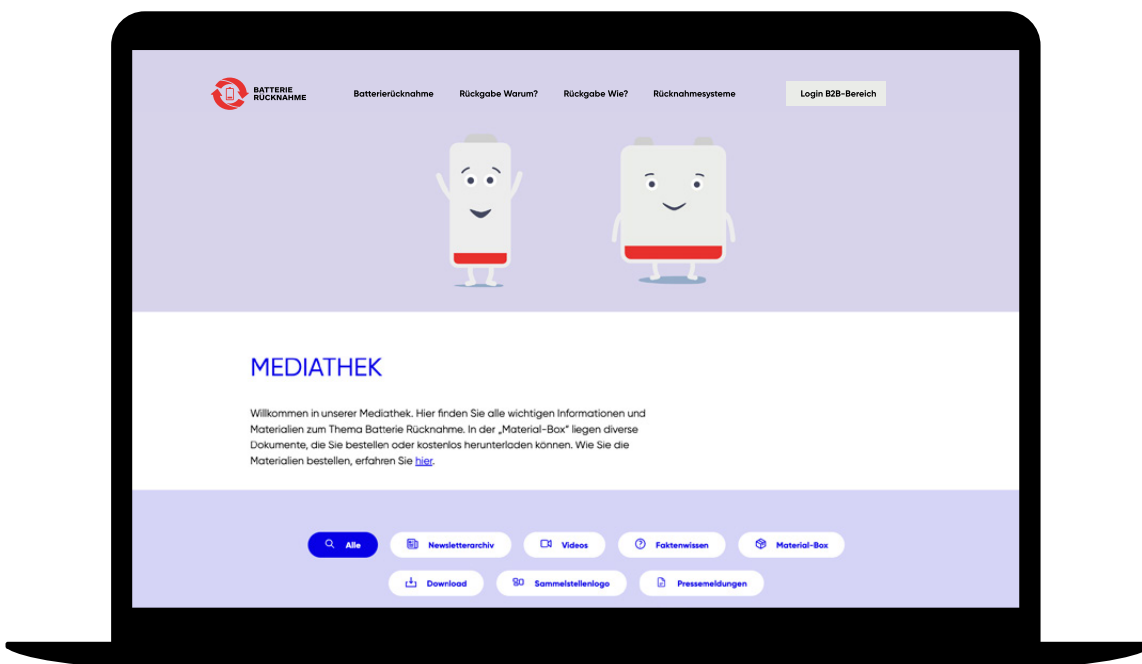 BATTERIE
RÜCKNAHME
Batterierücknahme Rückgabe Warum? Rückgabe Wie? Rücknahmesysteme Login B2B-Bereich
MEDIATHEK
Willkommen in unserer Mediathek. Hier finden Sie alle wichtigen Informationen und
Materialien zum Thema Batterie Rücknahme. In der „Material-Box" liegen diverse
Dokumente, die Sie bestellen oder kostenlos herunterladen können. Wie Sie die
Materialien bestellen, erfahren Sie hier.
Alle Newsletterarchiv Videos Faktenwissen Material-Box
Download Sammelstellenlogo Pressemeldungen